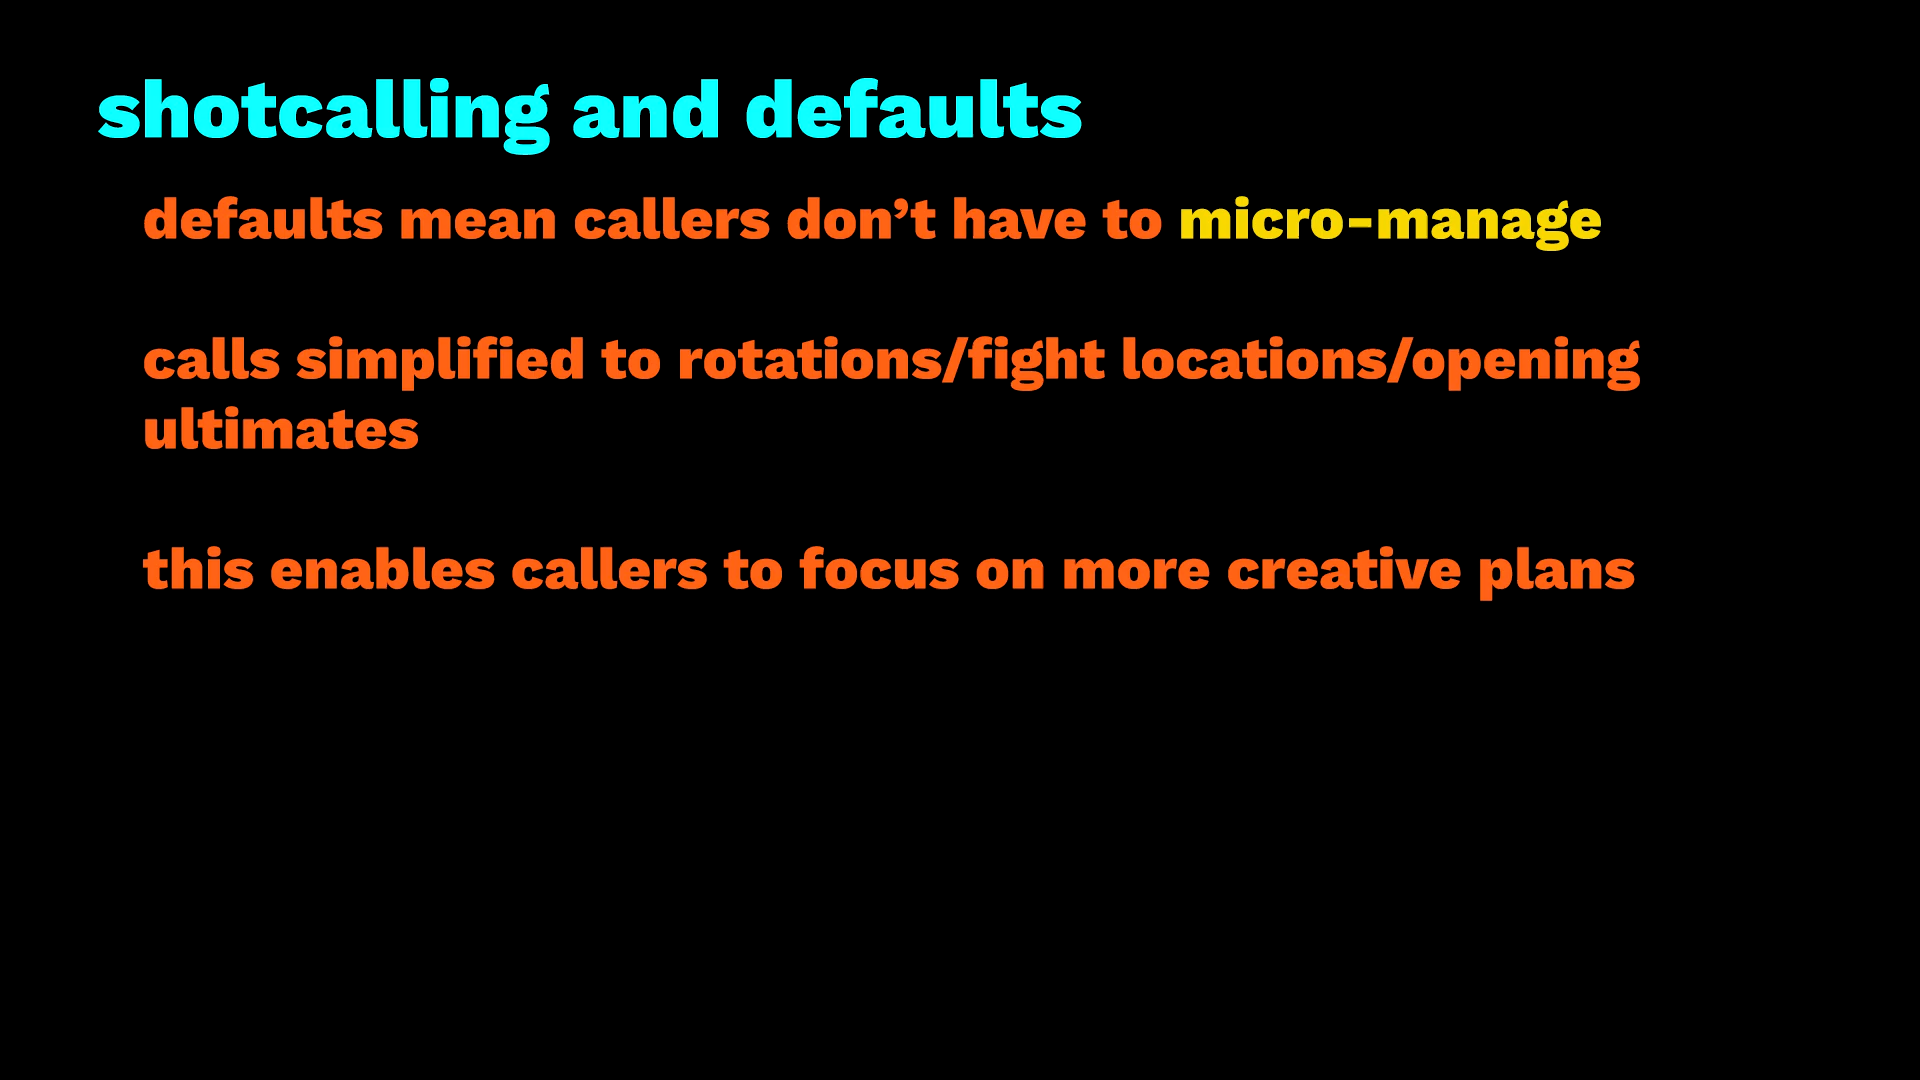 shotcalling and defaults
defaults mean callers don’t have to micro-manage
calls simplified to rotations/fight locations/opening
ultimates
this enables callers to focus on more creative plans